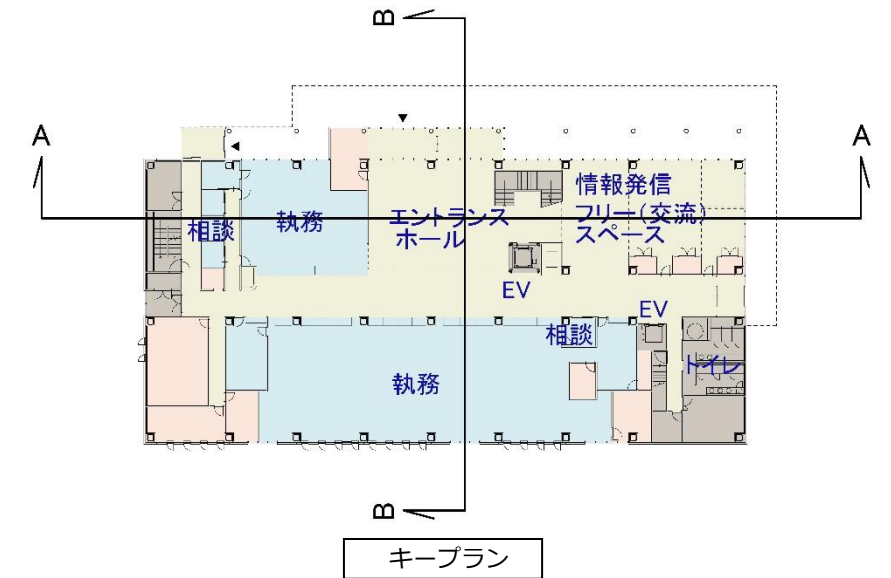 B
A
A
情報発信
相談
執務
エントランス
ホール
フリー(交流)
スペース
EV
EV
相談
トイレ
執務
B
キープラン